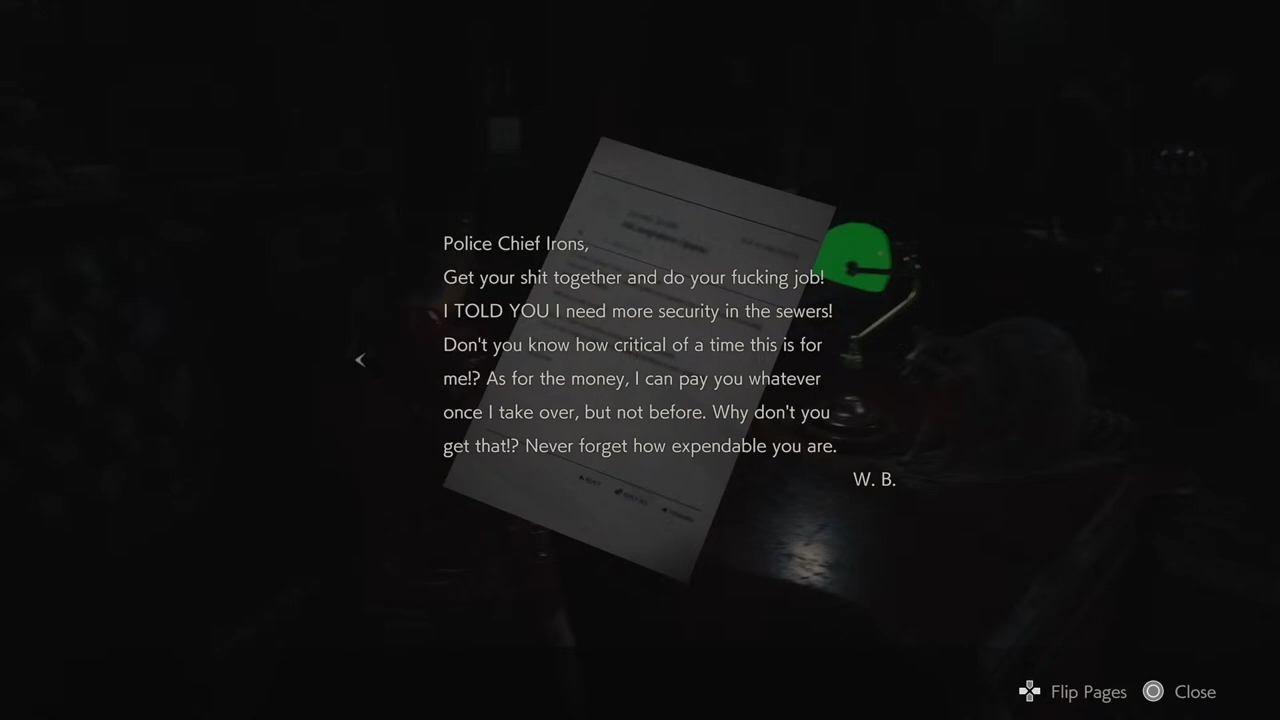 Police Chief Irons,
Get your shit together and do your fucking job!
I TOLD YOU I need more security in the sewers!
Don't you know how critical of a time this is for
me!? As for the money, I can pay you whatever
once I take over, but not before. Why don't you
get that!? Never forget how expendable you are.
W. B.
Flip Pages
Close